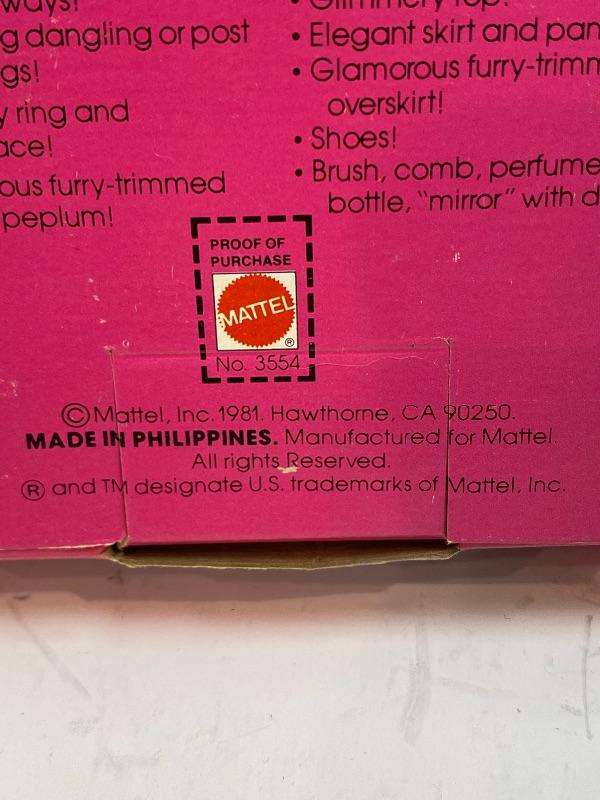 ways!
g dangling or post
gs!
y ring and
ace!
ous furry-trimmed
peplum!
• Glimmery top!
• Elegant skirt and pan
• Glamorous furry-trimm
overskirt!
• Shoes!
• Brush, comb, perfume
bottle, "mirror" with d
PROOF OF
PURCHASE
MATTEL
®
No. 3554
©Mattel, Inc. 1981. Hawthorne, CA 90250.
MADE IN PHILIPPINES. Manufactured for Mattel.
All rights Reserved.
® and TM designate U.S. trademarks of Mattel, Inc.